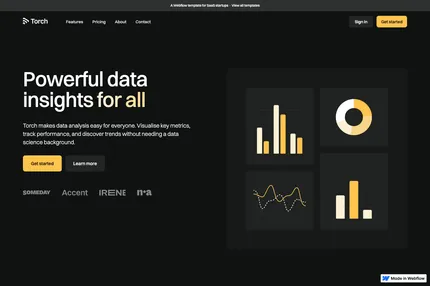 A Webflow template for SaaS startups - View all templates
Torch
Features
Pricing
About
Contact
Sign in
Get started
Powerful data
insights for all
Torch makes data analysis easy for everyone. Visualise key metrics,
track performance, and discover trends without needing a data
science background.
Get started
Learn more
SOMEDAY
Accent
IRENE
n+a
Made in Webflow